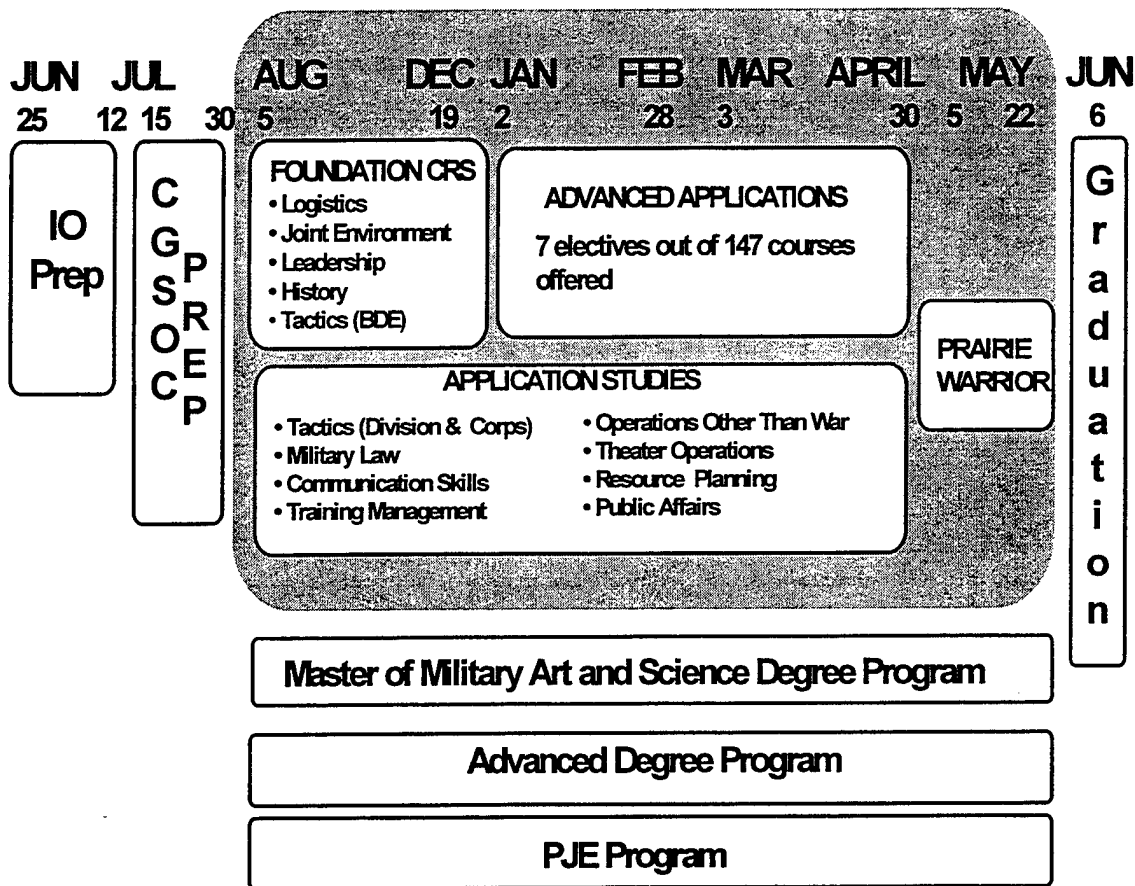 JUN JUL AUG DEC JAN FEB MAR APRIL MAY JUN
25 12 15 30 5 19 2 28 3 30 5 22 6
IO
Prep
CGSOC
PREP
FOUNDATION CRS
• Logistics
• Joint Environment
• Leadership
• History
• Tactics (BDE)
ADVANCED APPLICATIONS
7 electives out of 147 courses
offered
PRAIRIE
WARRIOR
APPLICATION STUDIES
• Tactics (Division & Corps)
• Military Law
• Communication Skills
• Training Management
• Operations Other Than War
• Theater Operations
• Resource Planning
• Public Affairs
Graduation
Master of Military Art and Science Degree Program
Advanced Degree Program
PJE Program